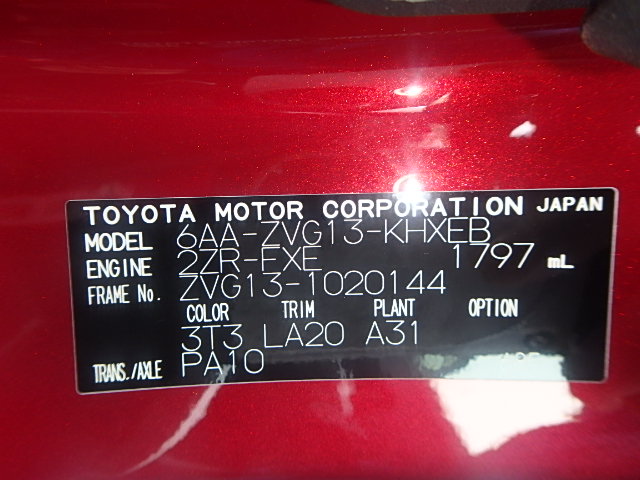 TOYOTA MOTOR CORPORATION JAPAN
MODEL 6AA-ZVG13-KHXEB
ENGINE 2ZR-FXE 1797 mL
FRAME No. ZVG13-1020144
COLOR TRIM PLANT OPTION
3T3 LA20 A31
TRANS./AXLE PA10